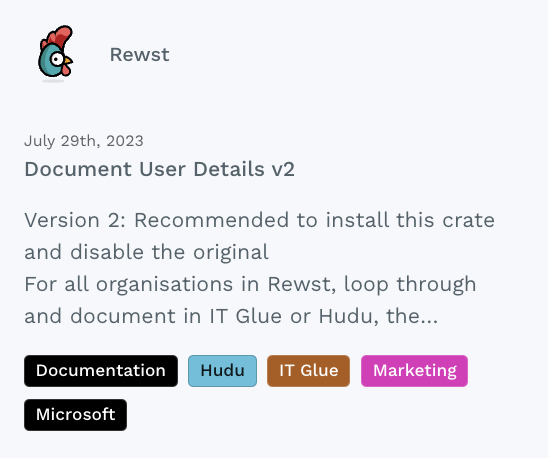 Rewst
July 29th, 2023
Document User Details v2
Version 2: Recommended to install this crate
and disable the original
For all organisations in Rewst, loop through
and document in IT Glue or Hudu, the...
Documentation Hudu IT Glue Marketing
Microsoft